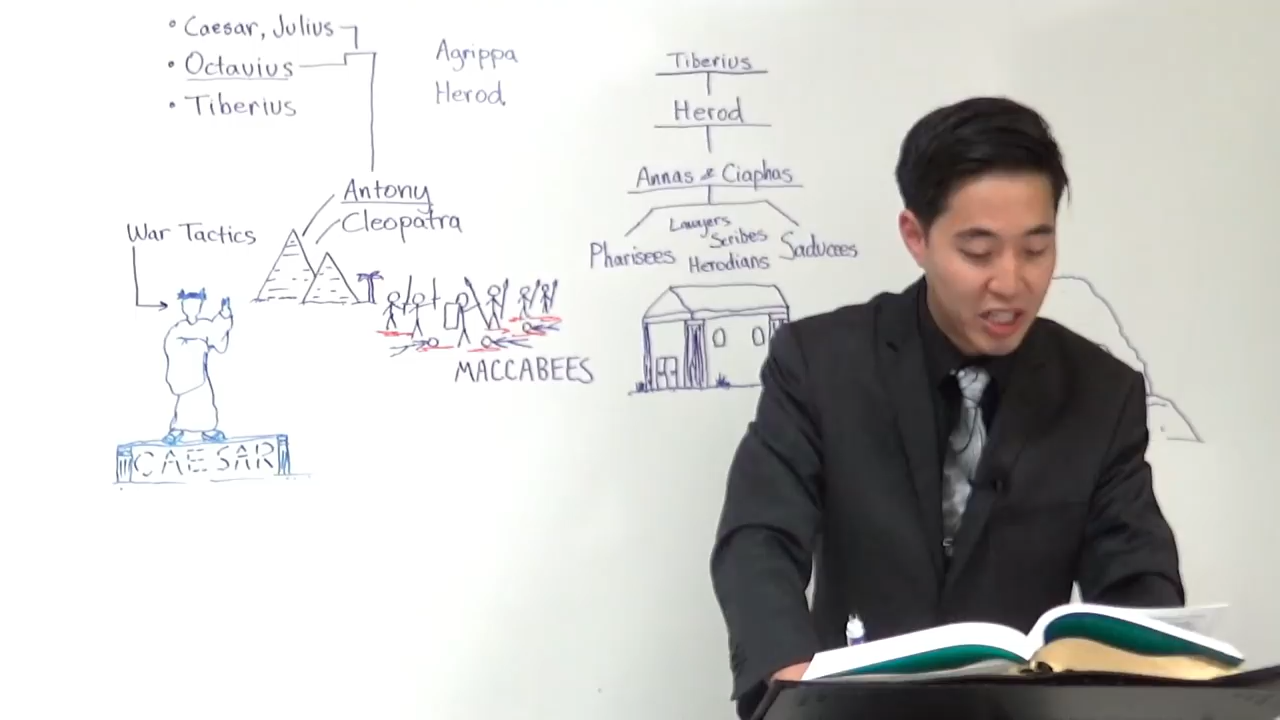 • Caesar, Julius
• Octavius
• Tiberius
Agrippa
Herod.
Antony
Cleopatra
War Tactics
CAESAR
MACCABEES
Tiberius
Herod
Annas & Ciaphas
Lawyers
Scribes
Herodians
Pharisees
Saducees